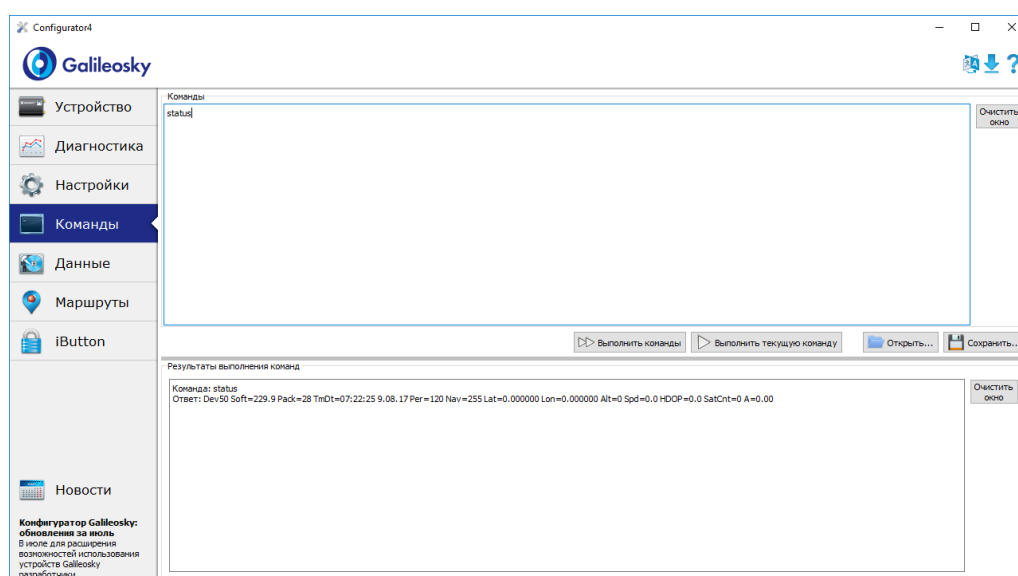 Configurator4
Galileosky
Устройство
Диагностика
Настройки
Команды
Данные
Маршруты
iButton
Новости
Конфигуратор Galileosky:
обновления за июль
В июле для расширения
возможностей использования
устройств Galileosky
разработчики
Команды
status
Очистить
окно
Выполнить команды
Выполнить текущую команду
Открыть...
Сохранить..
Результаты выполнения команд
Команда: status
Ответ: Dev50 Soft=229.9 Pack=28 TmDt=07:22:25 9.08.17 Per=120 Nav=255 Lat=0.000000 Lon=0.000000 Alt=0 Spd=0.0 HDOP=0.0 SatCnt=0 A=0.00
Очистить
окно